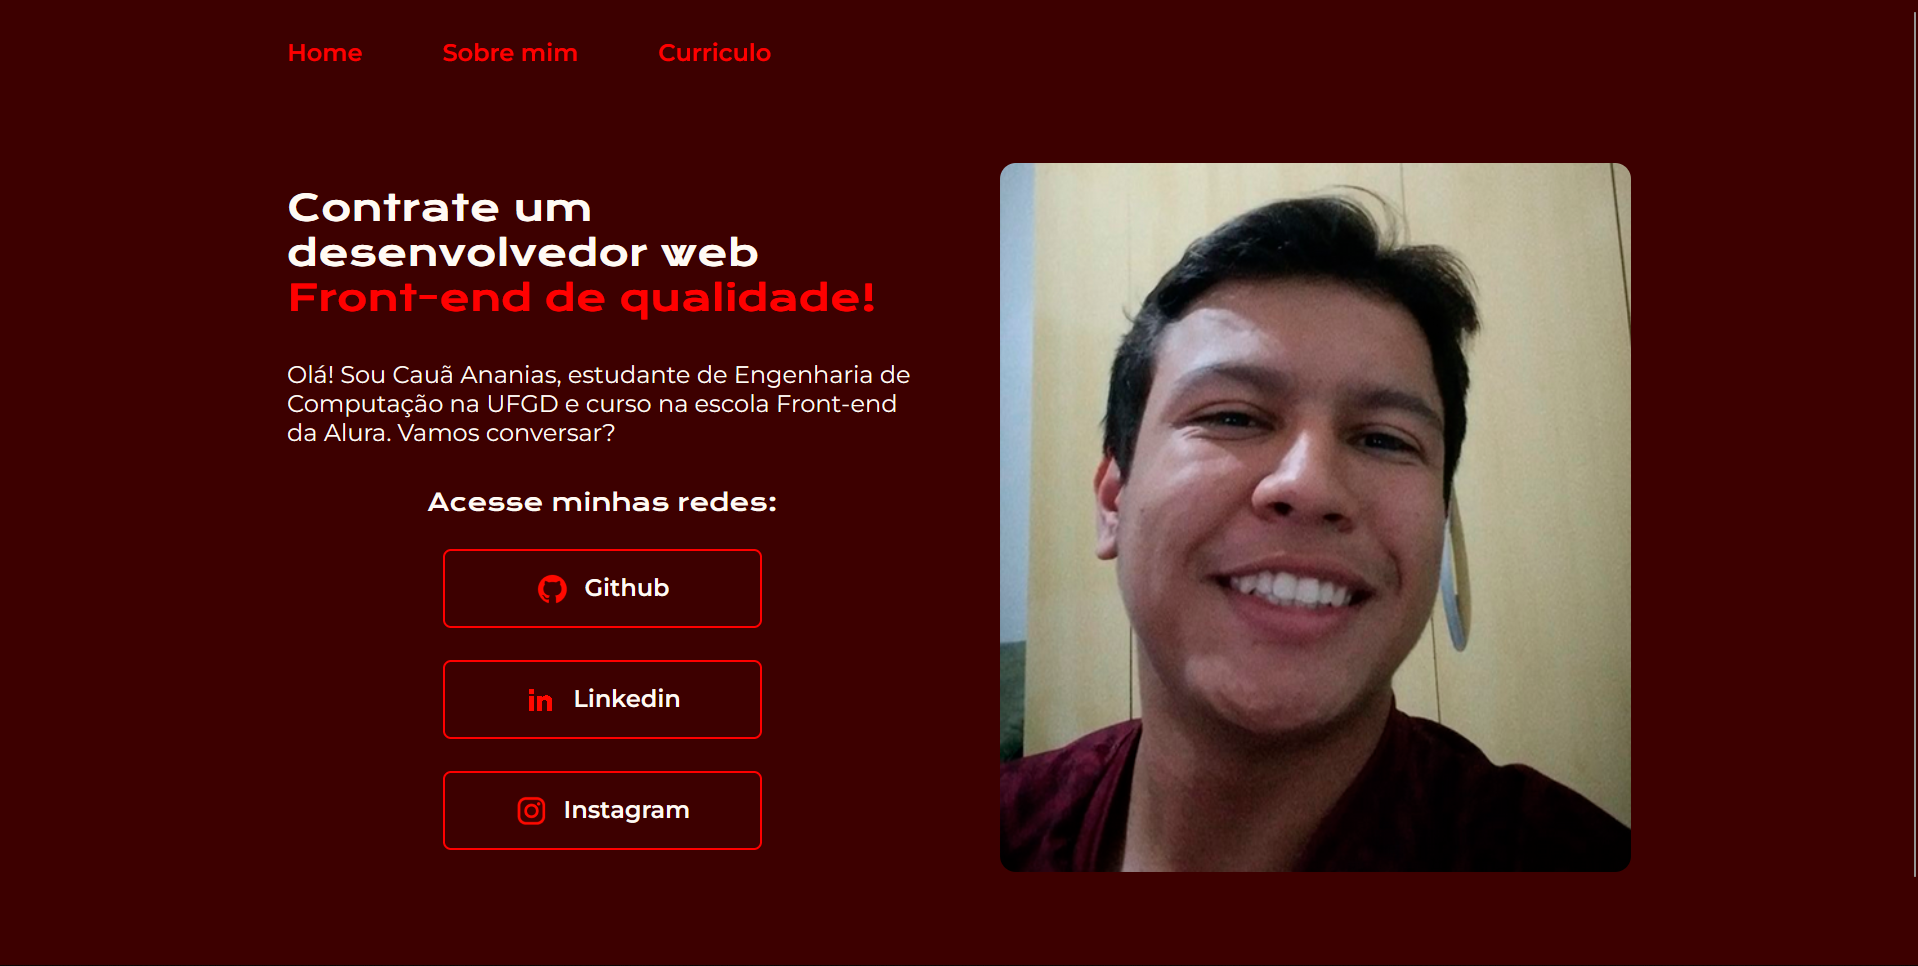 Home
Sobre mim
Curriculo
Contrate um
desenvolvedor web
Front-end de qualidade!
Olá! Sou Cauã Ananias, estudante de Engenharia de
Computação na UFGD e curso na escola Front-end
da Alura. Vamos conversar?
Acesse minhas redes:
Github
Linkedin
Instagram